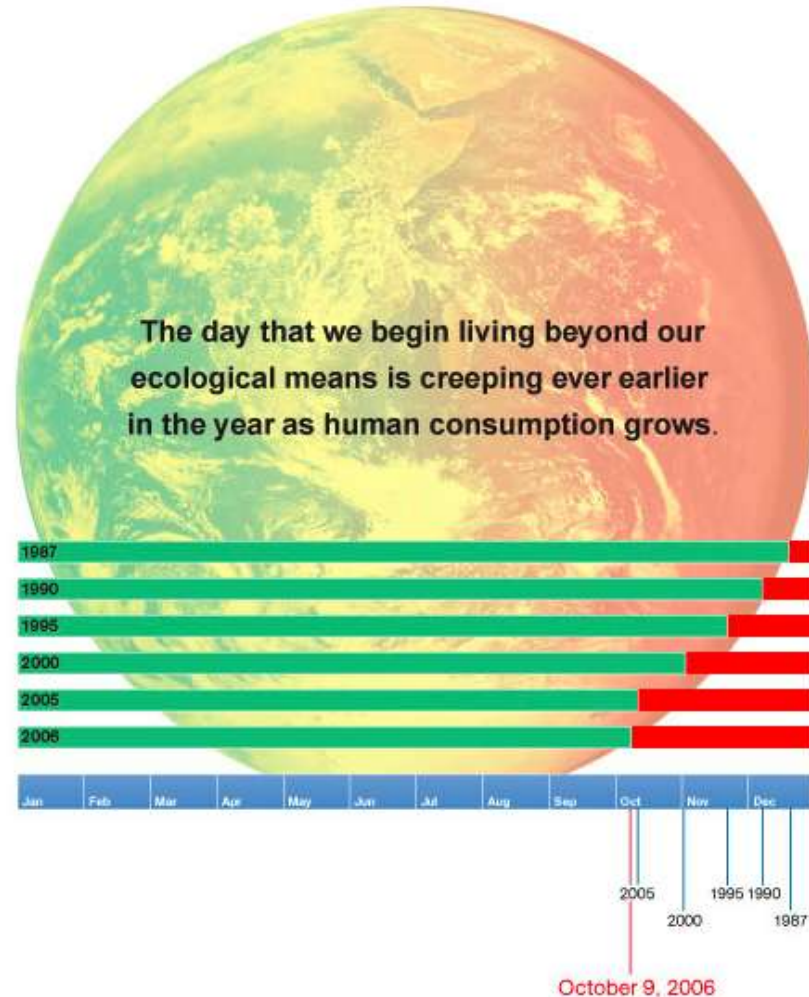 The day that we begin living beyond our
ecological means is creeping ever earlier
in the year as human consumption grows.
1987
1990
1995
2000
2005
2006
Jan Feb Mar Apr May Jun Jul Aug Sep Oct Nov Dec
2005 1995 1990
2000 1987
October 9, 2006